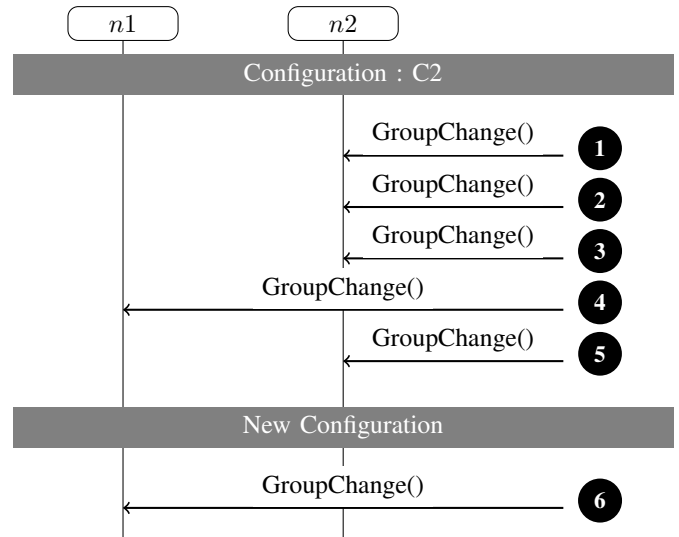 n1 n2
Configuration : C2
GroupChange() 1
GroupChange() 2
GroupChange() 3
GroupChange() 4
GroupChange() 5
New Configuration
GroupChange() 6